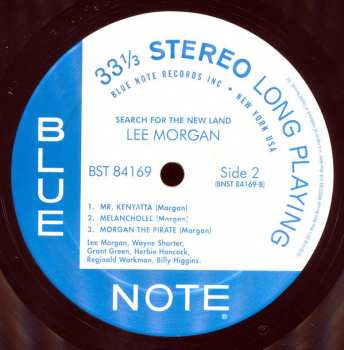 33⅓ STEREO LONG PLAYING
BLUE NOTE RECORDS INC • NEW YORK USA
SEARCH FOR THE NEW LAND
LEE MORGAN
BST 84169
Side 2
(BNST 84169-B)
1. MR. KENYATTA (Morgan)
2. MELANCHOLEE (Morgan)
3. MORGAN THE PIRATE (Morgan)
Lee Morgan, Wayne Shorter,
Grant Green, Herbie Hancock,
Reginald Workman, Billy Higgins.
BLUE
NOTE®